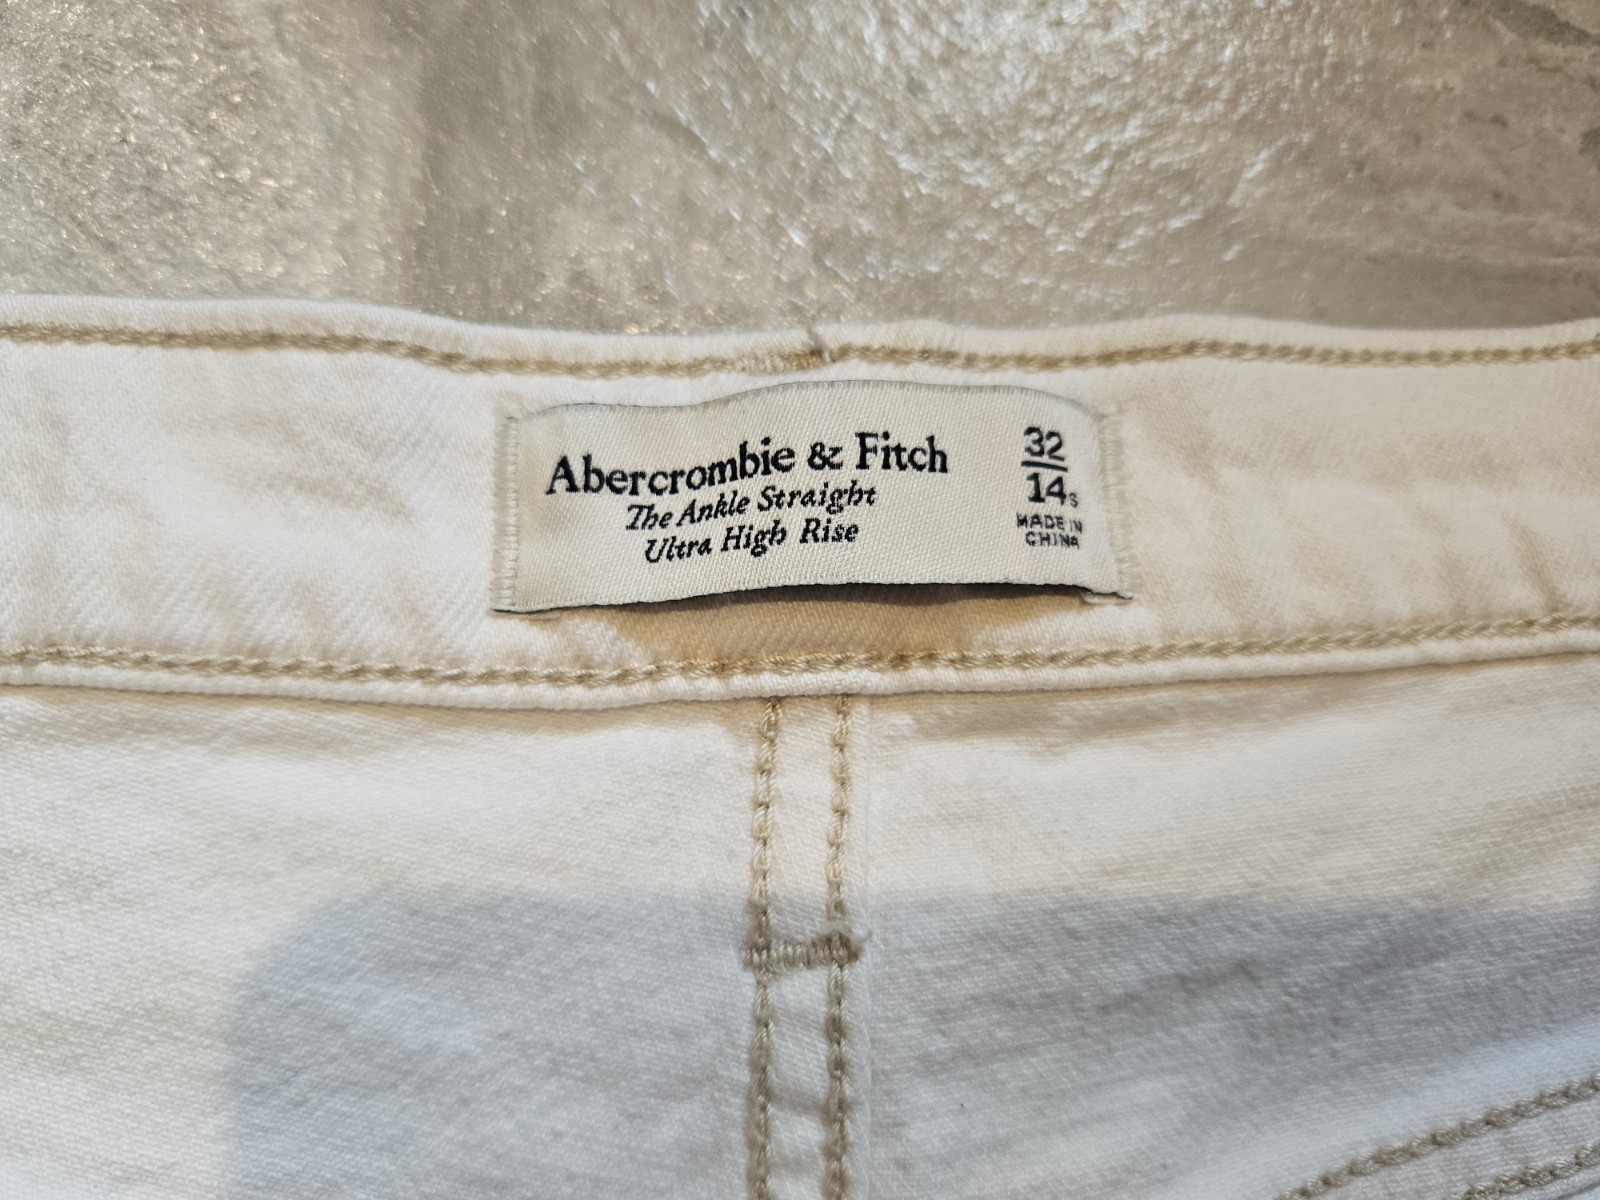 Abercrombie & Fitch
The Ankle Straight
Ultra High Rise
32
14s
MADE IN
CHINA